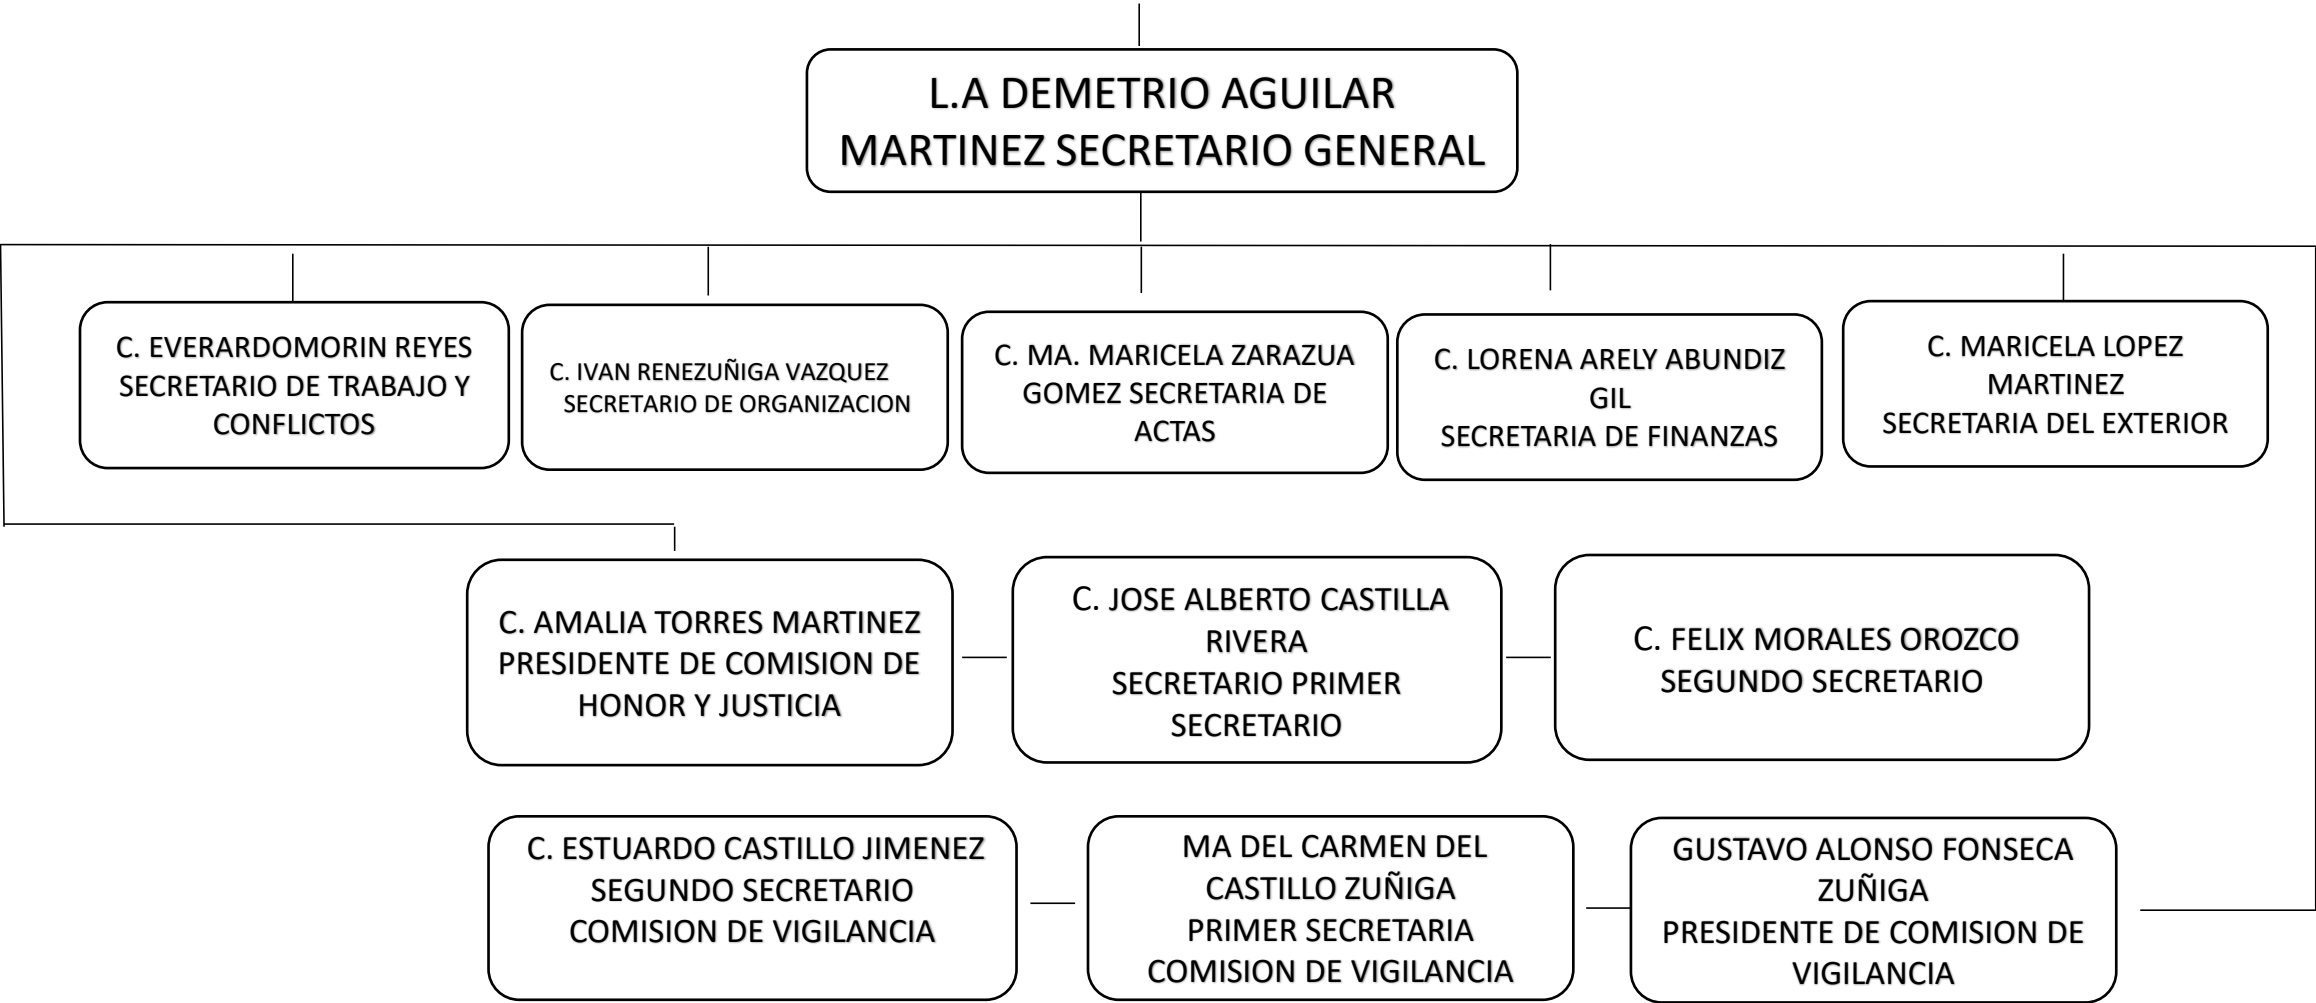 L.A DEMETRIO AGUILAR
MARTINEZ SECRETARIO GENERAL
C. EVERARDOMORIN REYES
SECRETARIO DE TRABAJO Y
CONFLICTOS
C. IVAN RENEZUÑIGA VAZQUEZ
SECRETARIO DE ORGANIZACION
C. MA. MARICELA ZARAZUA
GOMEZ SECRETARIA DE
ACTAS
C. LORENA ARELY ABUNDIZ
GIL
SECRETARIA DE FINANZAS
C. MARICELA LOPEZ
MARTINEZ
SECRETARIA DEL EXTERIOR
C. AMALIA TORRES MARTINEZ
PRESIDENTE DE COMISION DE
HONOR Y JUSTICIA
C. JOSE ALBERTO CASTILLA
RIVERA
SECRETARIO PRIMER
SECRETARIO
C. FELIX MORALES OROZCO
SEGUNDO SECRETARIO
C. ESTUARDO CASTILLO JIMENEZ
SEGUNDO SECRETARIO
COMISION DE VIGILANCIA
MA DEL CARMEN DEL
CASTILLO ZUÑIGA
PRIMER SECRETARIA
COMISION DE VIGILANCIA
GUSTAVO ALONSO FONSECA
ZUÑIGA
PRESIDENTE DE COMISION DE
VIGILANCIA